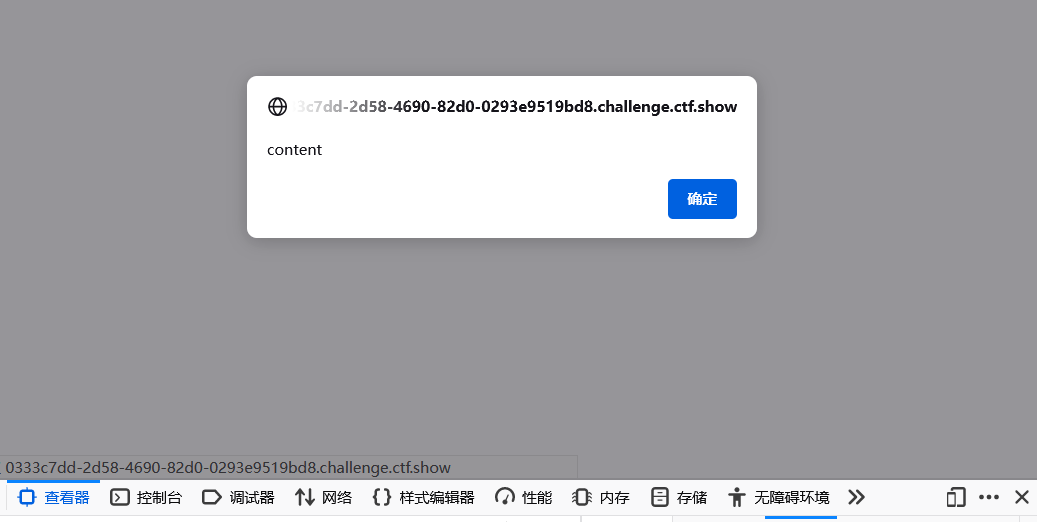 3c7dd-2d58-4690-82d0-0293e9519bd8.challenge.ctf.show
content
确定
0333c7dd-2d58-4690-82d0-0293e9519bd8.challenge.ctf.show
查看器 控制台 调试器 网络 样式编辑器 性能 内存 存储 无障碍环境